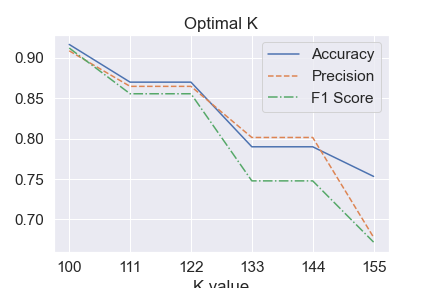 Optimal K
Accuracy
Precision
F1 Score
0.90
0.85
0.80
0.75
0.70
100 111 122 133 144 155
K value